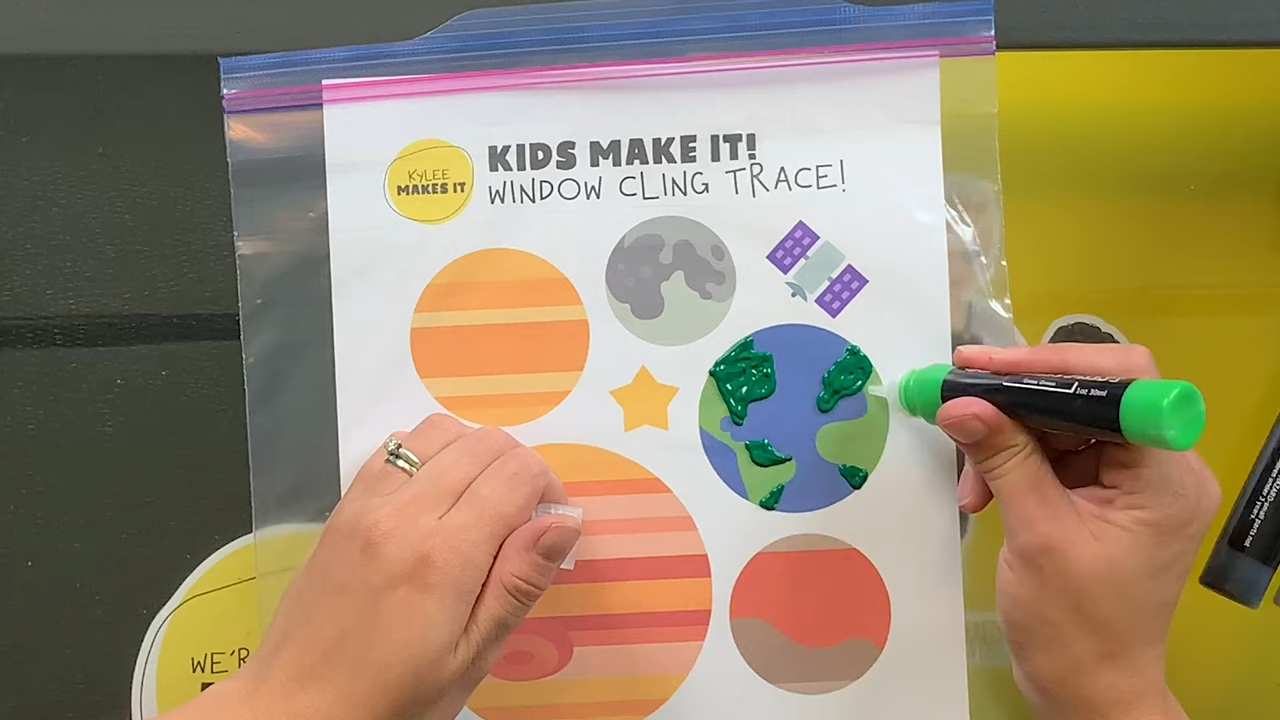 KYLEE
MAKES IT
KIDS MAKE IT!
WINDOW CLING TRACE!
1oz 30ml
WE'R